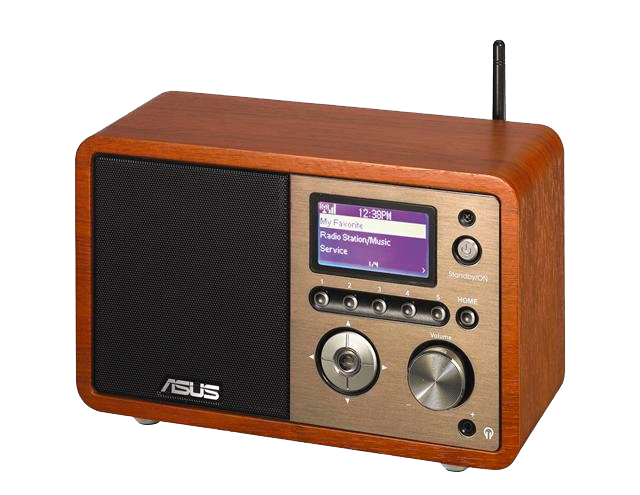 12:38PM
My Favorite
Radio Station/Music
Service
1/4
Standby/ON
1 2 3 4 5 HOME
Volume
- +
ASUS